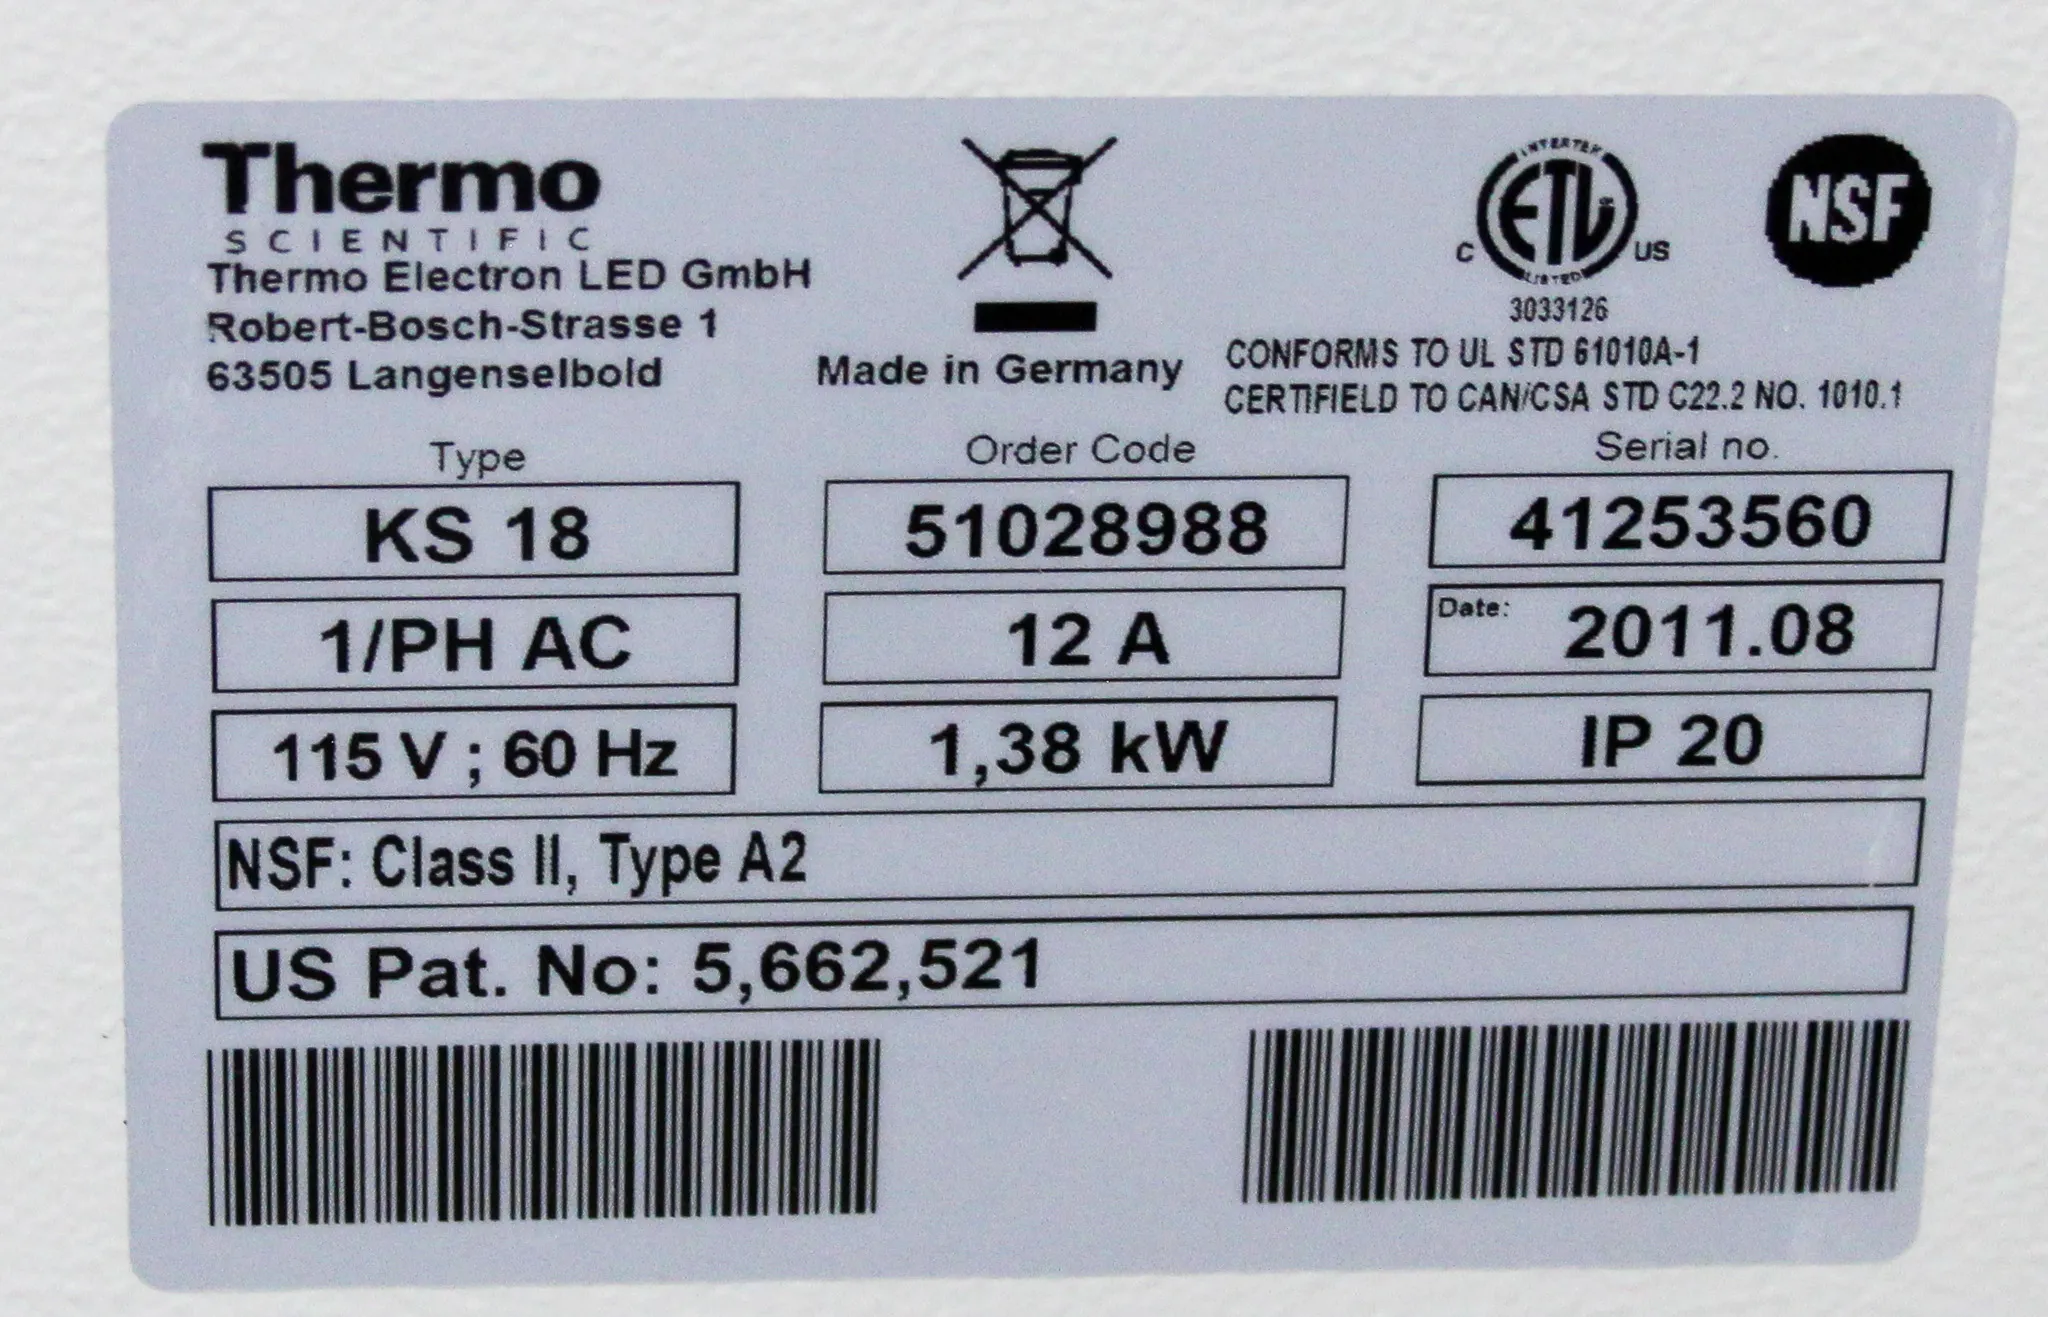 Thermo
SCIENTIFIC
Thermo Electron LED GmbH
Robert-Bosch-Strasse 1
63505 Langenselbold
Made in Germany
INTERTEK
ETL
C US
LISTED
3033126
NSF
CONFORMS TO UL STD 61010A-1
CERTIFIELD TO CAN/CSA STD C22.2 NO. 1010.1
Type Order Code Serial no.
KS 18 51028988 41253560
1/PH AC 12 A Date: 2011.08
115 V ; 60 Hz 1,38 kW IP 20
NSF: Class II, Type A2
US Pat. No: 5,662,521